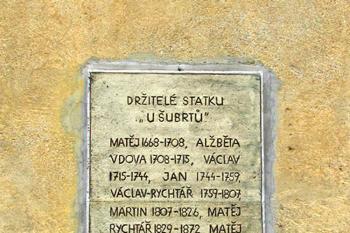 DRŽITELÉ STATKU
„U ŠUBRTŮ"
MATĚJ 1668-1708, ALŽBĚTA
VDOVA 1708-1715, VÁCLAV
1715-1744, JAN 1744-1759,
VÁCLAV-RYCHTÁŘ 1759-1807,
MARTIN 1807-1826, MATĚJ
RYCHTÁŘ 1829-1872 MATĚJ